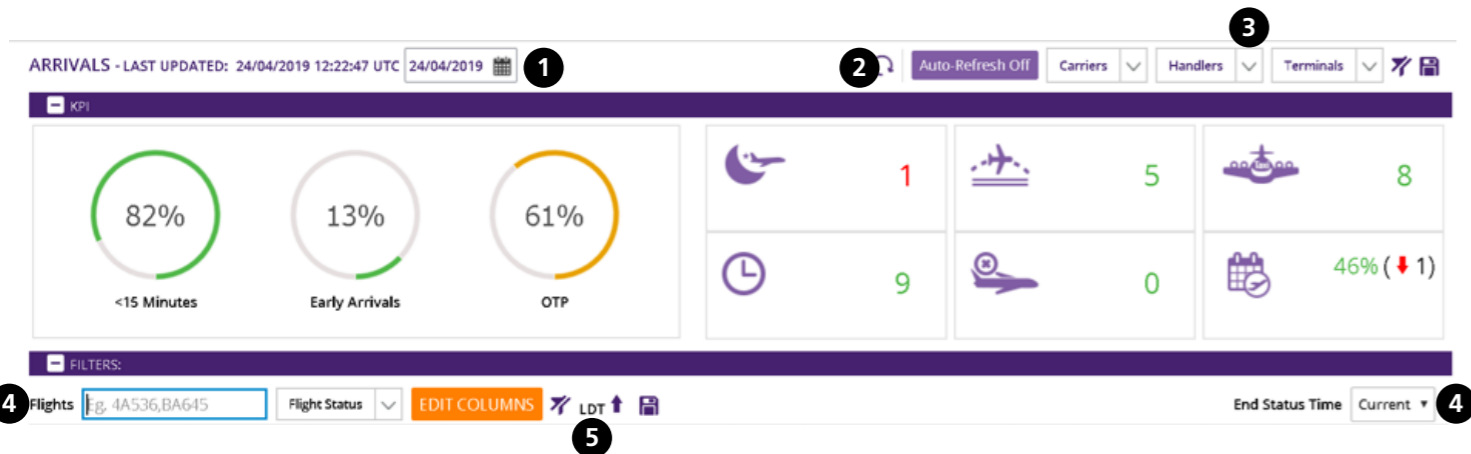 3
ARRIVALS - LAST UPDATED: 24/04/2019 12:22:47 UTC 24/04/2019 1 2 Auto-Refresh Off Carriers Handlers Terminals
KPI
82% 13% 61%
<15 Minutes Early Arrivals OTP
1 5 8
9 0 46% ( 1)
FILTERS:
4 Flights Eg. 4A536,BA645 Flight Status EDIT COLUMNS LDT End Status Time Current 4
5